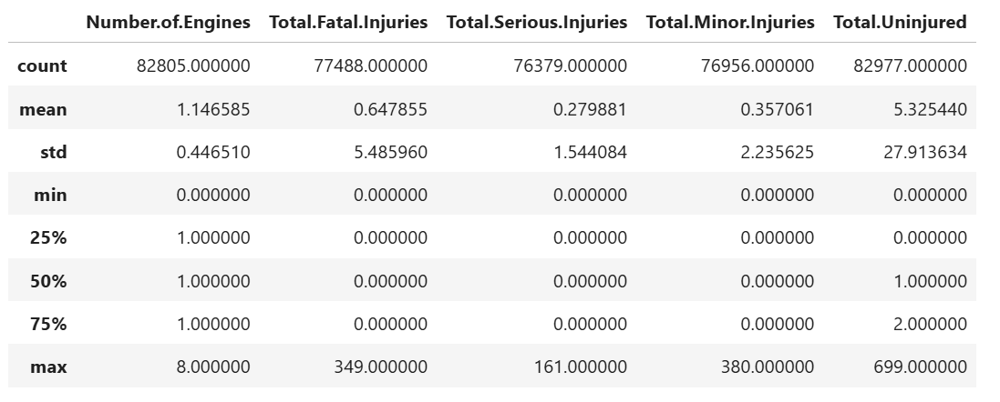 Number.of.Engines Total.Fatal.Injuries Total.Serious.Injuries Total.Minor.Injuries Total.Uninjured
count 82805.000000 77488.000000 76379.000000 76956.000000 82977.000000
mean 1.146585 0.647855 0.279881 0.357061 5.325440
std 0.446510 5.485960 1.544084 2.235625 27.913634
min 0.000000 0.000000 0.000000 0.000000 0.000000
25% 1.000000 0.000000 0.000000 0.000000 0.000000
50% 1.000000 0.000000 0.000000 0.000000 1.000000
75% 1.000000 0.000000 0.000000 0.000000 2.000000
max 8.000000 349.000000 161.000000 380.000000 699.000000